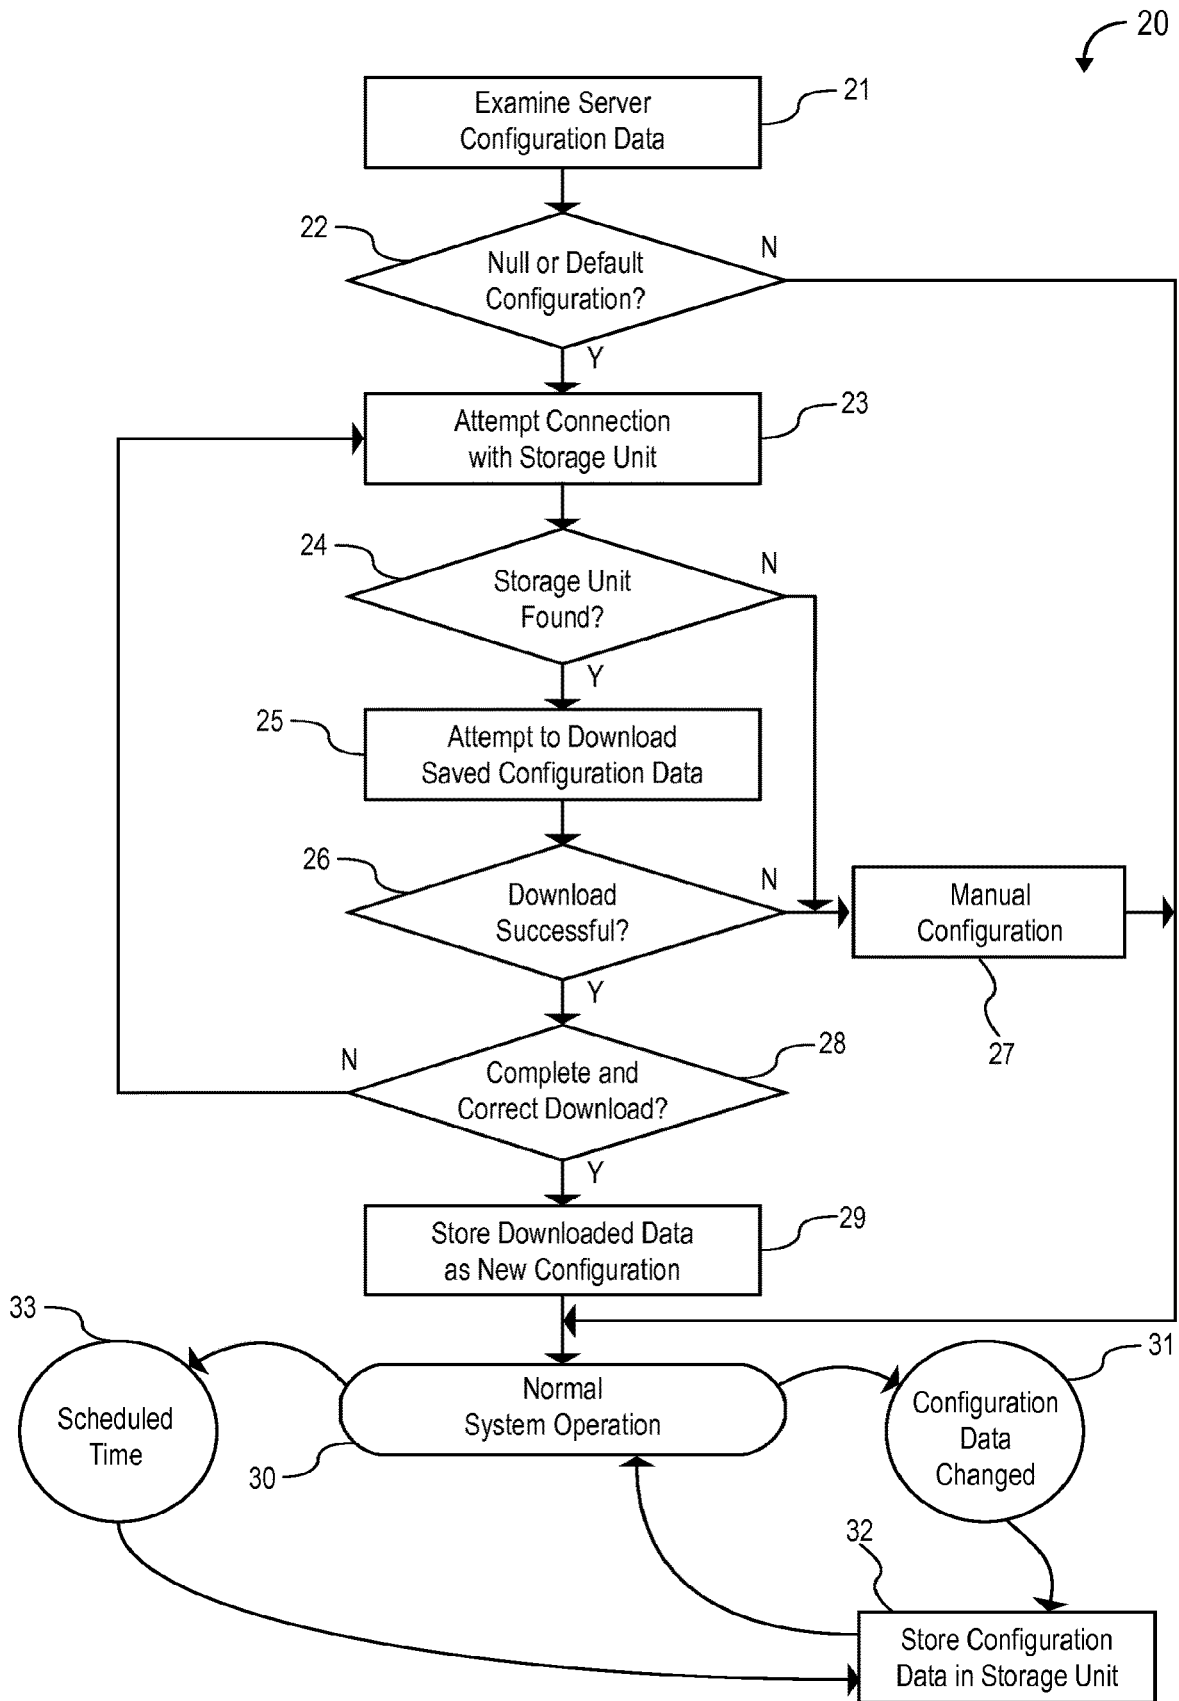 20
Examine Server
Configuration Data
21
22
Null or Default
Configuration?
N
Y
Attempt Connection
with Storage Unit
23
24
Storage Unit
Found?
N
Y
25
Attempt to Download
Saved Configuration Data
26
Download
Successful?
N
Manual
Configuration
27
Y
N
Complete and
Correct Download?
28
Y
Store Downloaded Data
as New Configuration
29
33
Scheduled
Time
Normal
System Operation
30
31
Configuration
Data
Changed
32
Store Configuration
Data in Storage Unit